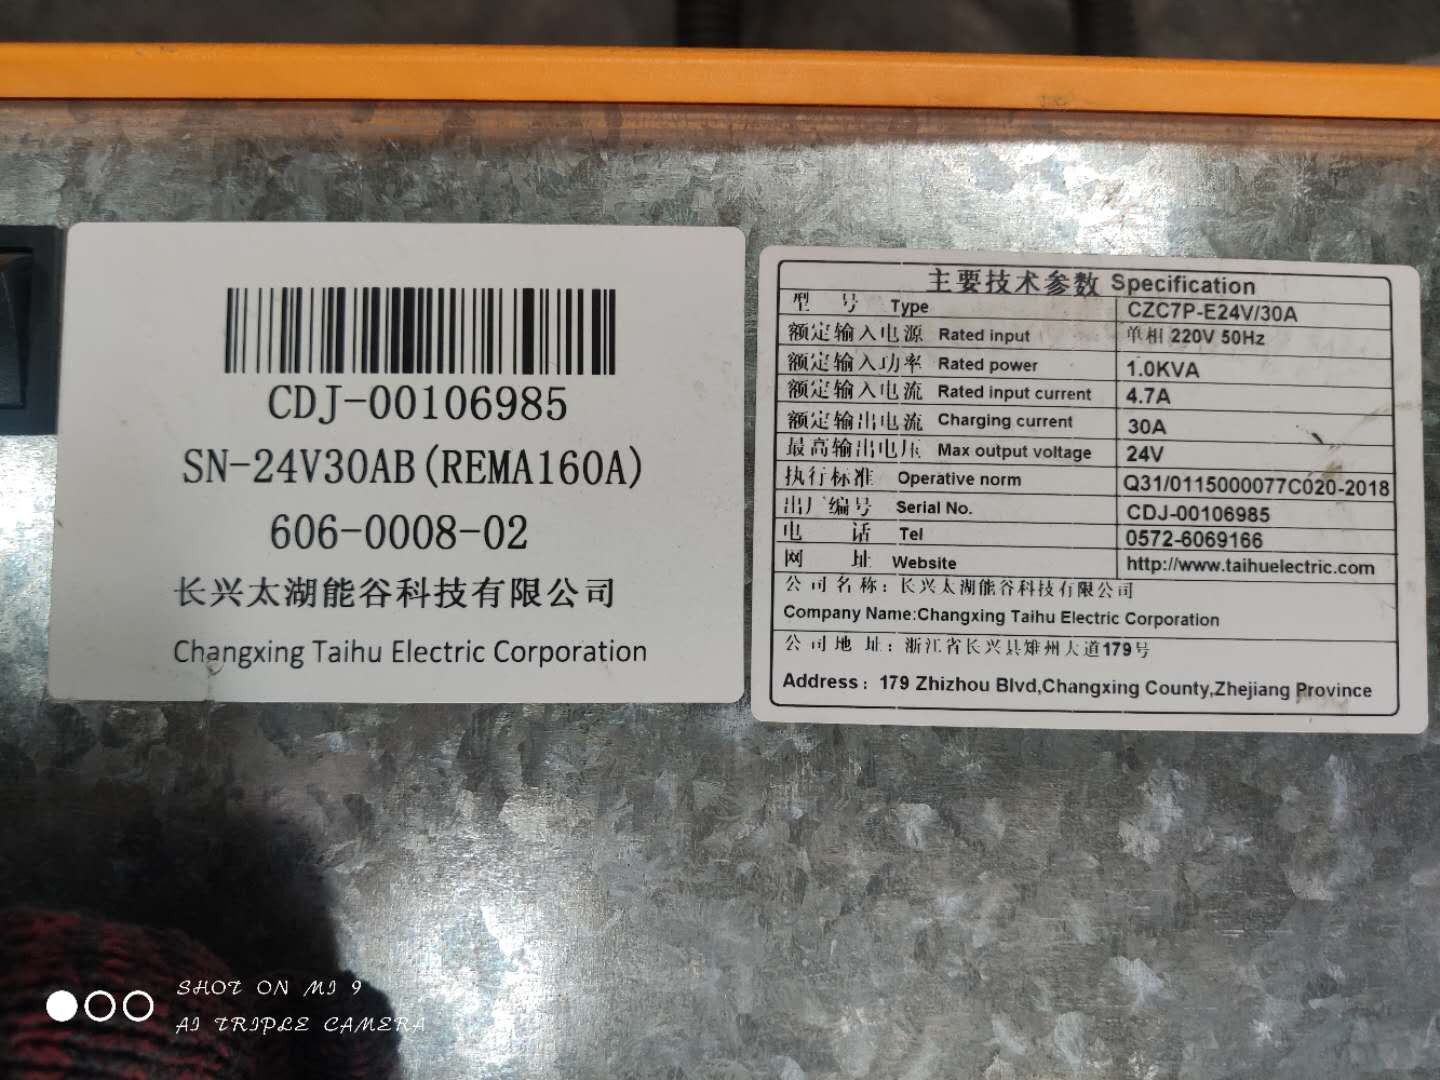 CDJ-00106985
SN-24V30AB(REMA160A)
606-0008-02
长兴太湖能谷科技有限公司
Changxing Taihu Electric Corporation
主要技术参数 Specification
型 号 Type CZC7P-E24V/30A
额定输入电源 Rated input 单相 220V 50Hz
额定输入功率 Rated power 1.0KVA
额定输入电流 Rated input current 4.7A
额定输出电流 Charging current 30A
最高输出电压 Max output voltage 24V
执行标准 Operative norm Q31/0115000077C020-2018
出厂编号 Serial No. CDJ-00106985
电 话 Tel 0572-6069166
网 址 Website http://www.taihuelectric.com
公司名称：长兴太湖能谷科技有限公司
Company Name:Changxing Taihu Electric Corporation
公司地 址：浙江省长兴县雉州大道179号
Address：179 Zhizhou Blvd,Changxing County,Zhejiang Province
SHOT ON MI 9
AI TRIPLE CAMERA